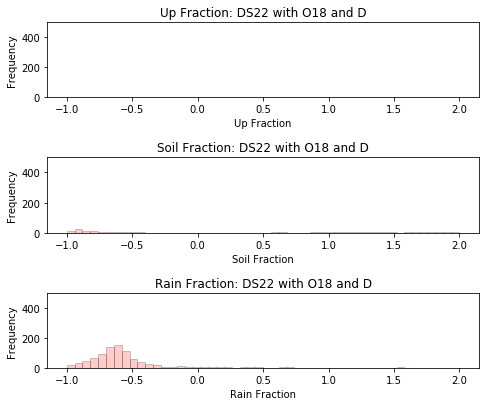 Up Fraction: DS22 with O18 and D
400
200
0
Frequency
-1.0 -0.5 0.0 0.5 1.0 1.5 2.0
Up Fraction
Soil Fraction: DS22 with O18 and D
400
200
0
Frequency
-1.0 -0.5 0.0 0.5 1.0 1.5 2.0
Soil Fraction
Rain Fraction: DS22 with O18 and D
400
200
0
Frequency
-1.0 -0.5 0.0 0.5 1.0 1.5 2.0
Rain Fraction